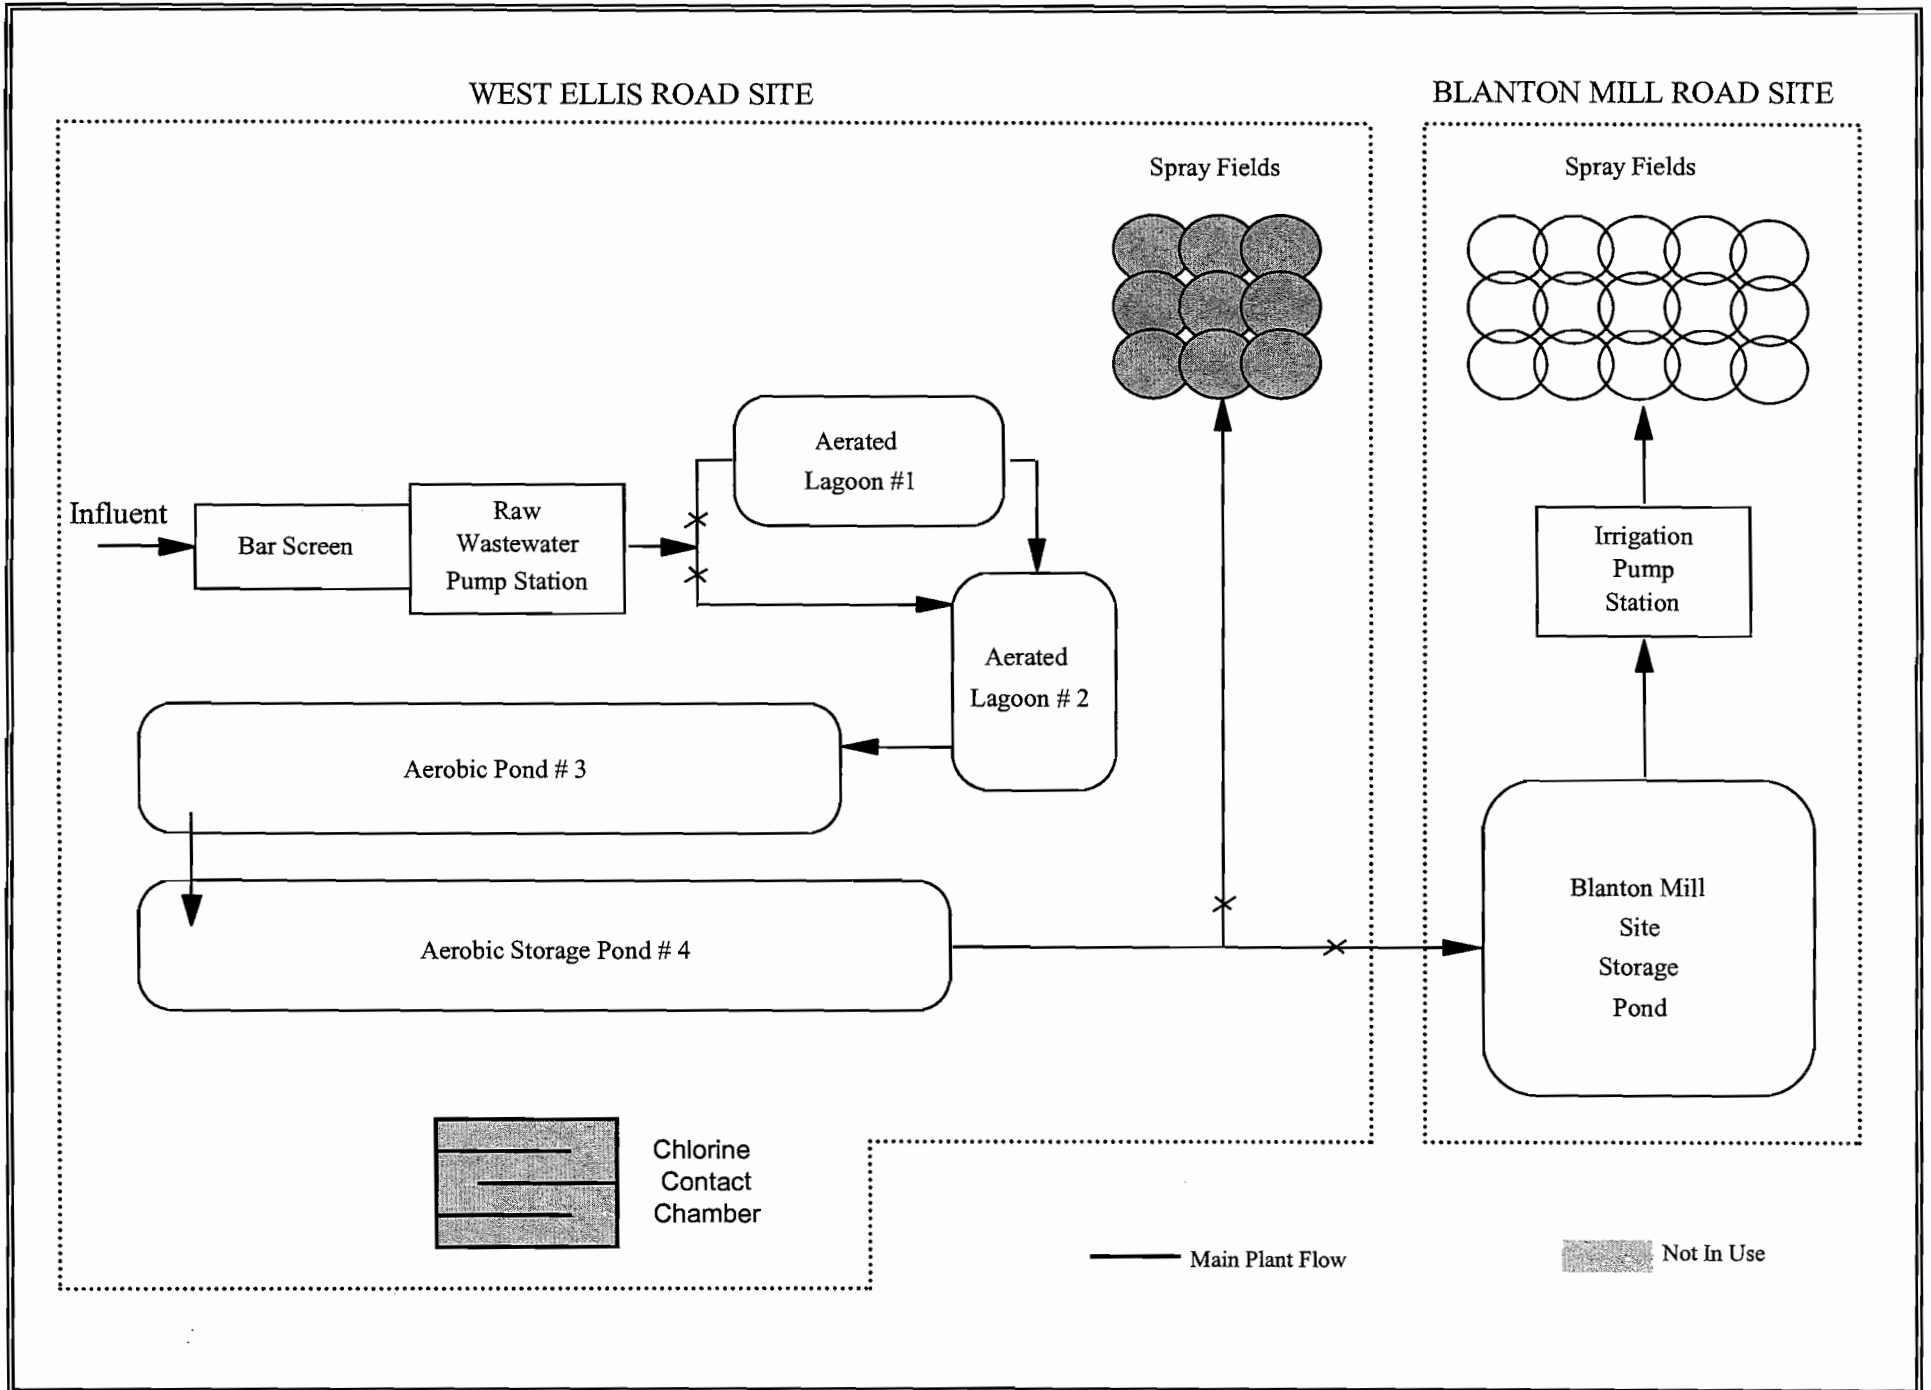 WEST ELLIS ROAD SITE
BLANTON MILL ROAD SITE
Spray Fields
Spray Fields
Aerated
Lagoon #1
Influent
Bar Screen
Raw
Wastewater
Pump Station
Irrigation
Pump
Station
Aerated
Lagoon # 2
Aerobic Pond # 3
Aerobic Storage Pond # 4
Blanton Mill
Site
Storage
Pond
Chlorine
Contact
Chamber
Main Plant Flow
Not In Use